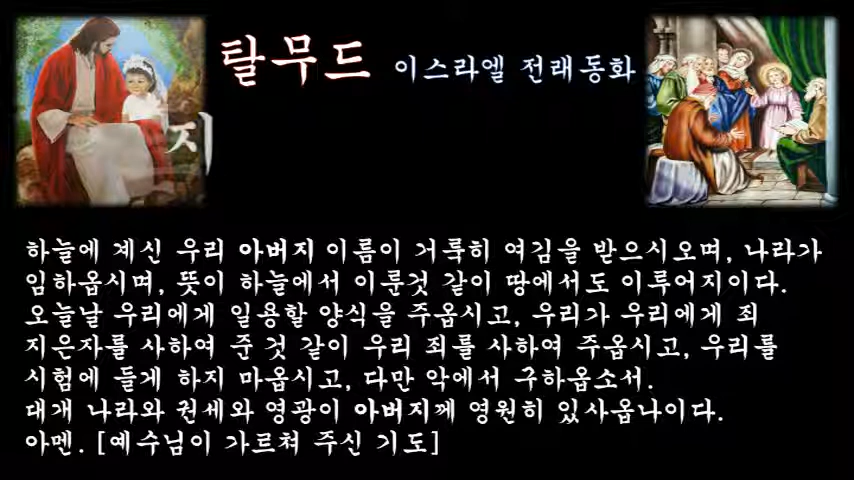 탈무드 이스라엘 전래동화
지
하늘에 계신 우리 아버지 이름이 거룩히 여김을 받으시오며, 나라가
임하옵시며, 뜻이 하늘에서 이룬것 같이 땅에서도 이루어지이다.
오늘날 우리에게 일용할 양식을 주옵시고, 우리가 우리에게 죄
지은자를 사하여 준 것 같이 우리 죄를 사하여 주옵시고, 우리를
시험에 들게 하지 마옵시고, 다만 악에서 구하옵소서.
대개 나라와 권세와 영광이 아버지께 영원히 있사옵나이다.
아멘. [예수님이 가르쳐 주신 기도]